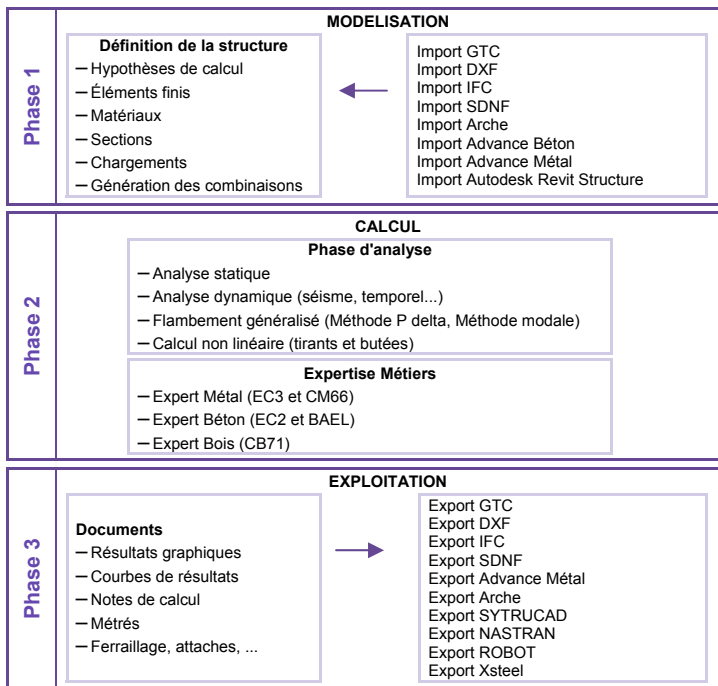 Phase 1
MODELISATION
Définition de la structure
– Hypothèses de calcul
– Éléments finis
– Matériaux
– Sections
– Chargements
– Génération des combinaisons
Import GTC
Import DXF
Import IFC
Import SDNF
Import Arche
Import Advance Béton
Import Advance Métal
Import Autodesk Revit Structure
Phase 2
CALCUL
Phase d'analyse
– Analyse statique
– Analyse dynamique (séisme, temporel...)
– Flambement généralisé (Méthode P delta, Méthode modale)
– Calcul non linéaire (tirants et butées)
Expertise Métiers
– Expert Métal (EC3 et CM66)
– Expert Béton (EC2 et BAEL)
– Expert Bois (CB71)
Phase 3
EXPLOITATION
Documents
– Résultats graphiques
– Courbes de résultats
– Notes de calcul
– Métrés
– Ferraillage, attaches, ...
Export GTC
Export DXF
Export IFC
Export SDNF
Export Advance Métal
Export Arche
Export SYTRUCAD
Export NASTRAN
Export ROBOT
Export Xsteel